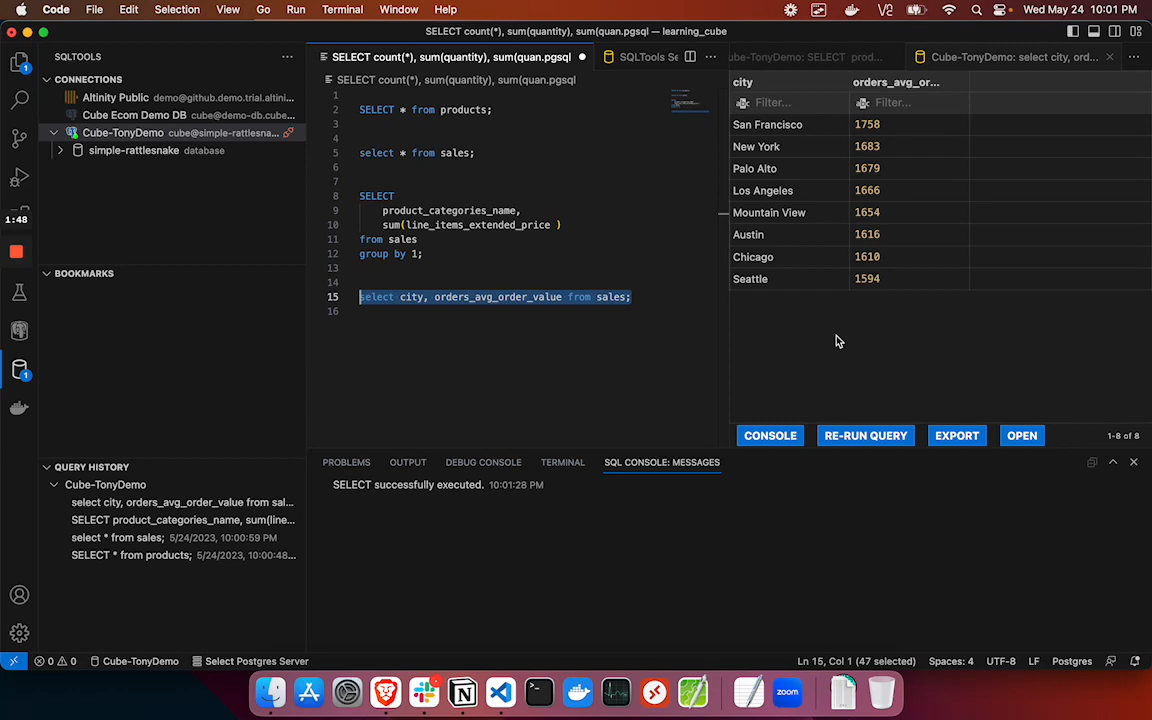 Code File Edit Selection View Go Run Terminal Window Help Wed May 24 10:01 PM
SELECT count(*), sum(quantity), sum(quan.pgsql — learning_cube
SQLTOOLS
CONNECTIONS
Altinity Public demo@github.demo.trial.altini...
Cube Ecom Demo DB cube@demo-db.cube...
Cube-TonyDemo cube@simple-rattlesna...
simple-rattlesnake database
1
1:48
1
BOOKMARKS
QUERY HISTORY
Cube-TonyDemo
select city, orders_avg_order_value from sal...
SELECT product_categories_name, sum(line...
select * from sales; 5/24/2023, 10:00:59 PM
SELECT * from products; 5/24/2023, 10:00:48...
SELECT count(*), sum(quantity), sum(quan.pgsql
SQLTools Se
SELECT count(*), sum(quantity), sum(quan.pgsql
1
2 SELECT * from products;
3
4
5 select * from sales;
6
7
8 SELECT
9 product_categories_name,
10 sum(line_items_extended_price )
11 from sales
12 group by 1;
13
14
15 select city, orders_avg_order_value from sales;
16
ube-TonyDemo: SELECT prod...
Cube-TonyDemo: select city, ord...
city orders_avg_or...
Filter... Filter...
San Francisco 1758
New York 1683
Palo Alto 1679
Los Angeles 1666
Mountain View 1654
Austin 1616
Chicago 1610
Seattle 1594
CONSOLE RE-RUN QUERY EXPORT OPEN 1-8 of 8
PROBLEMS OUTPUT DEBUG CONSOLE TERMINAL SQL CONSOLE: MESSAGES
SELECT successfully executed. 10:01:28 PM
0 0 Cube-TonyDemo Select Postgres Server Ln 15, Col 1 (47 selected) Spaces: 4 UTF-8 LF Postgres
zoom